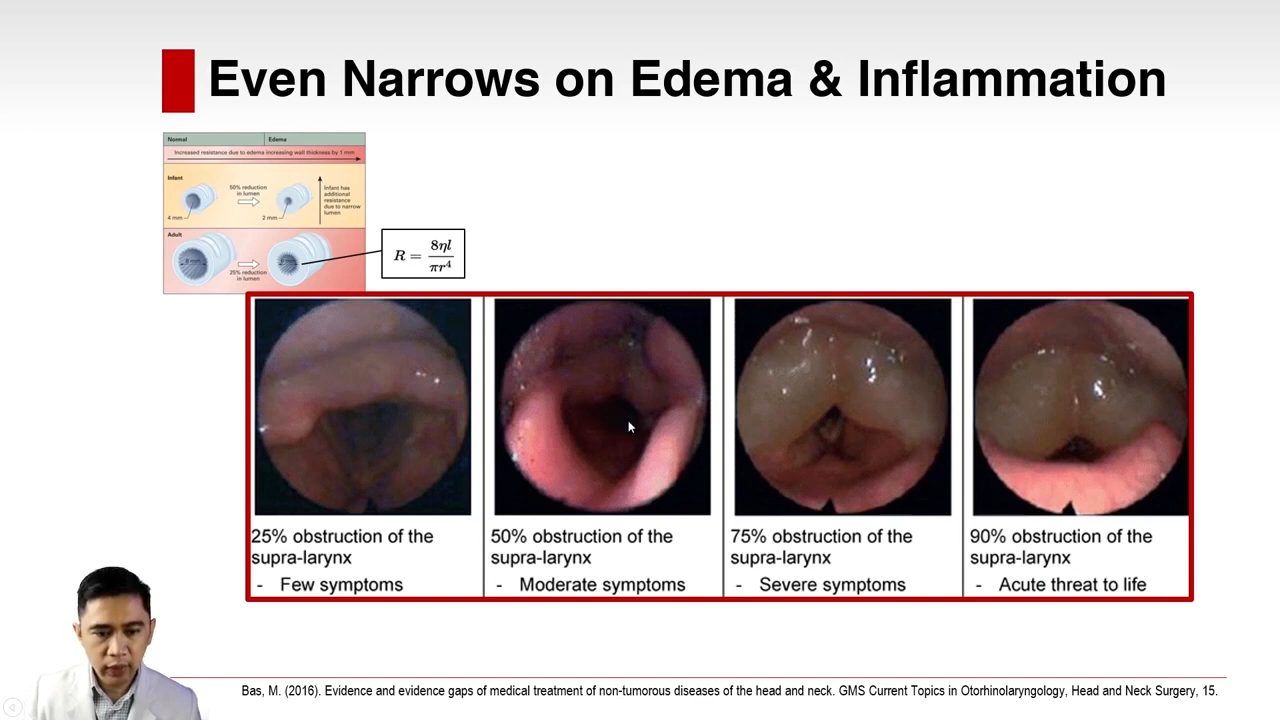 Even Narrows on Edema & Inflammation
Normal
Edema
Increased resistance due to edema increasing wall thickness by 1 mm
Infant
50% reduction
in lumen
4 mm
2 mm
Infant has
additional
resistance
due to narrow
lumen
Adult
8 mm
25% reduction
in lumen
R = 8ηl / πr⁴
25% obstruction of the
supra-larynx
- Few symptoms
50% obstruction of the
supra-larynx
- Moderate symptoms
75% obstruction of the
supra-larynx
- Severe symptoms
90% obstruction of the
supra-larynx
- Acute threat to life
Bas, M. (2016). Evidence and evidence gaps of medical treatment of non-tumorous diseases of the head and neck. GMS Current Topics in Otorhinolaryngology, Head and Neck Surgery, 15.